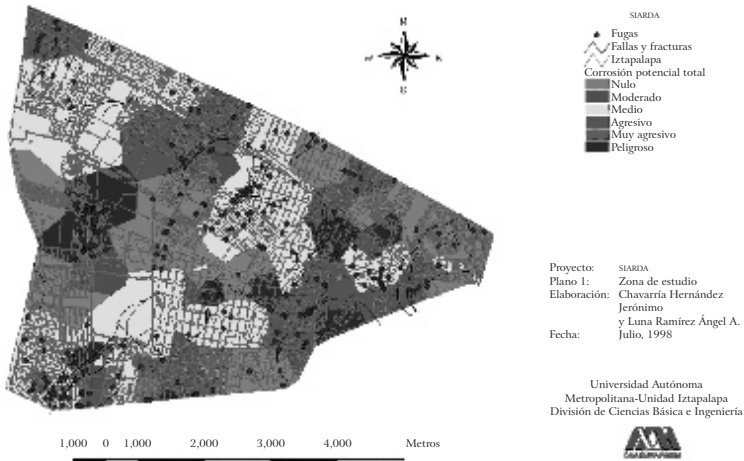 SIARDA
Fugas
Fallas y fracturas
Iztapalapa
Corrosión potencial total
Nulo
Moderado
Medio
Agresivo
Muy agresivo
Peligroso
Proyecto: SIARDA
Plano 1: Zona de estudio
Elaboración: Chavarría Hernández
Jerónimo
y Luna Ramírez Ángel A.
Fecha: Julio, 1998
Universidad Autónoma
Metropolitana-Unidad Iztapalapa
División de Ciencias Básica e Ingeniería
1,000 0 1,000 2,000 3,000 4,000 Metros